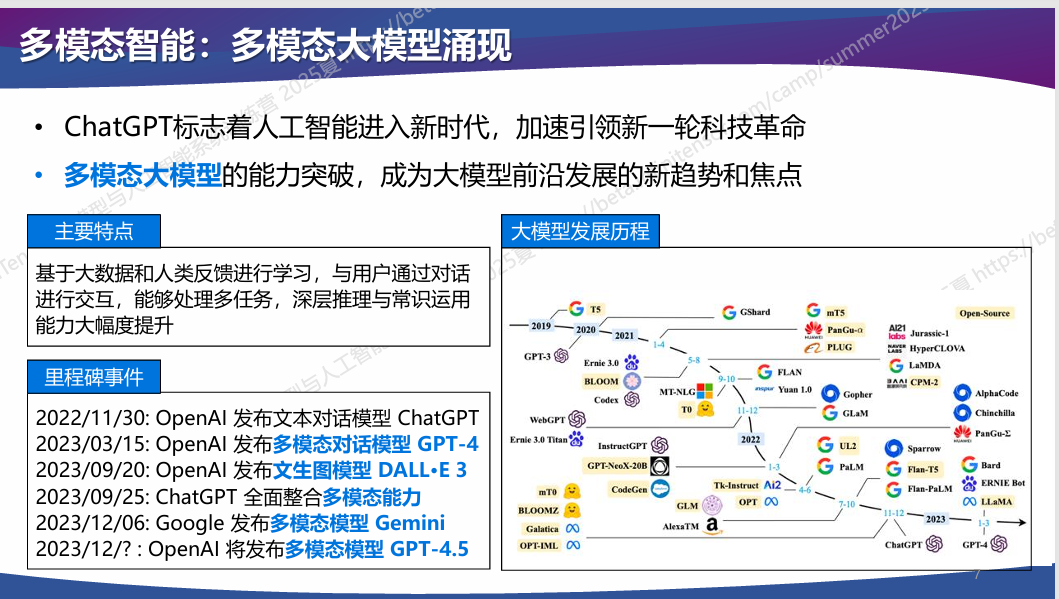 多模态智能：多模态大模型涌现
• ChatGPT标志着人工智能进入新时代，加速引领新一轮科技革命
• 多模态大模型的能力突破，成为大模型前沿发展的新趋势和焦点
主要特点
基于大数据和人类反馈进行学习，与用户通过对话
进行交互，能够处理多任务，深层推理与常识运用
能力大幅度提升
里程碑事件
2022/11/30: OpenAI 发布文本对话模型 ChatGPT
2023/03/15: OpenAI 发布多模态对话模型 GPT-4
2023/09/20: OpenAI 发布文生图模型 DALL•E 3
2023/09/25: ChatGPT 全面整合多模态能力
2023/12/06: Google 发布多模态模型 Gemini
2023/12/? : OpenAI 将发布多模态模型 GPT-4.5
大模型发展历程
T5
GShard
mT5
Open-Source
2019
2020
2021
PanGu-α
HUAWEI
PLUG
AI21
labs
Jurassic-1
NAVER
LABS
HyperCLOVA
1-4
GPT-3
Ernie 3.0
5-8
LaMDA
BLOOM
9-10
FLAN
BAAI
CPM-2
Codex
MT-NLG
inspur
Yuan 1.0
Gopher
AlphaCode
T0
11-12
GLaM
Chinchilla
WebGPT
Ernie 3.0 Titan
2022
HUAWEI
PanGu-Σ
InstructGPT
UL2
Sparrow
GPT-NeoX-20B
1-3
PaLM
Flan-T5
Bard
CodeGen
Tk-Instruct
Ai2
4-6
Flan-PaLM
ERNIE Bot
mT0
OPT
LLaMA
BLOOMZ
GLM
7-10
11-12
2023
1-3
Galatica
AlexaTM
OPT-IML
ChatGPT
GPT-4
7